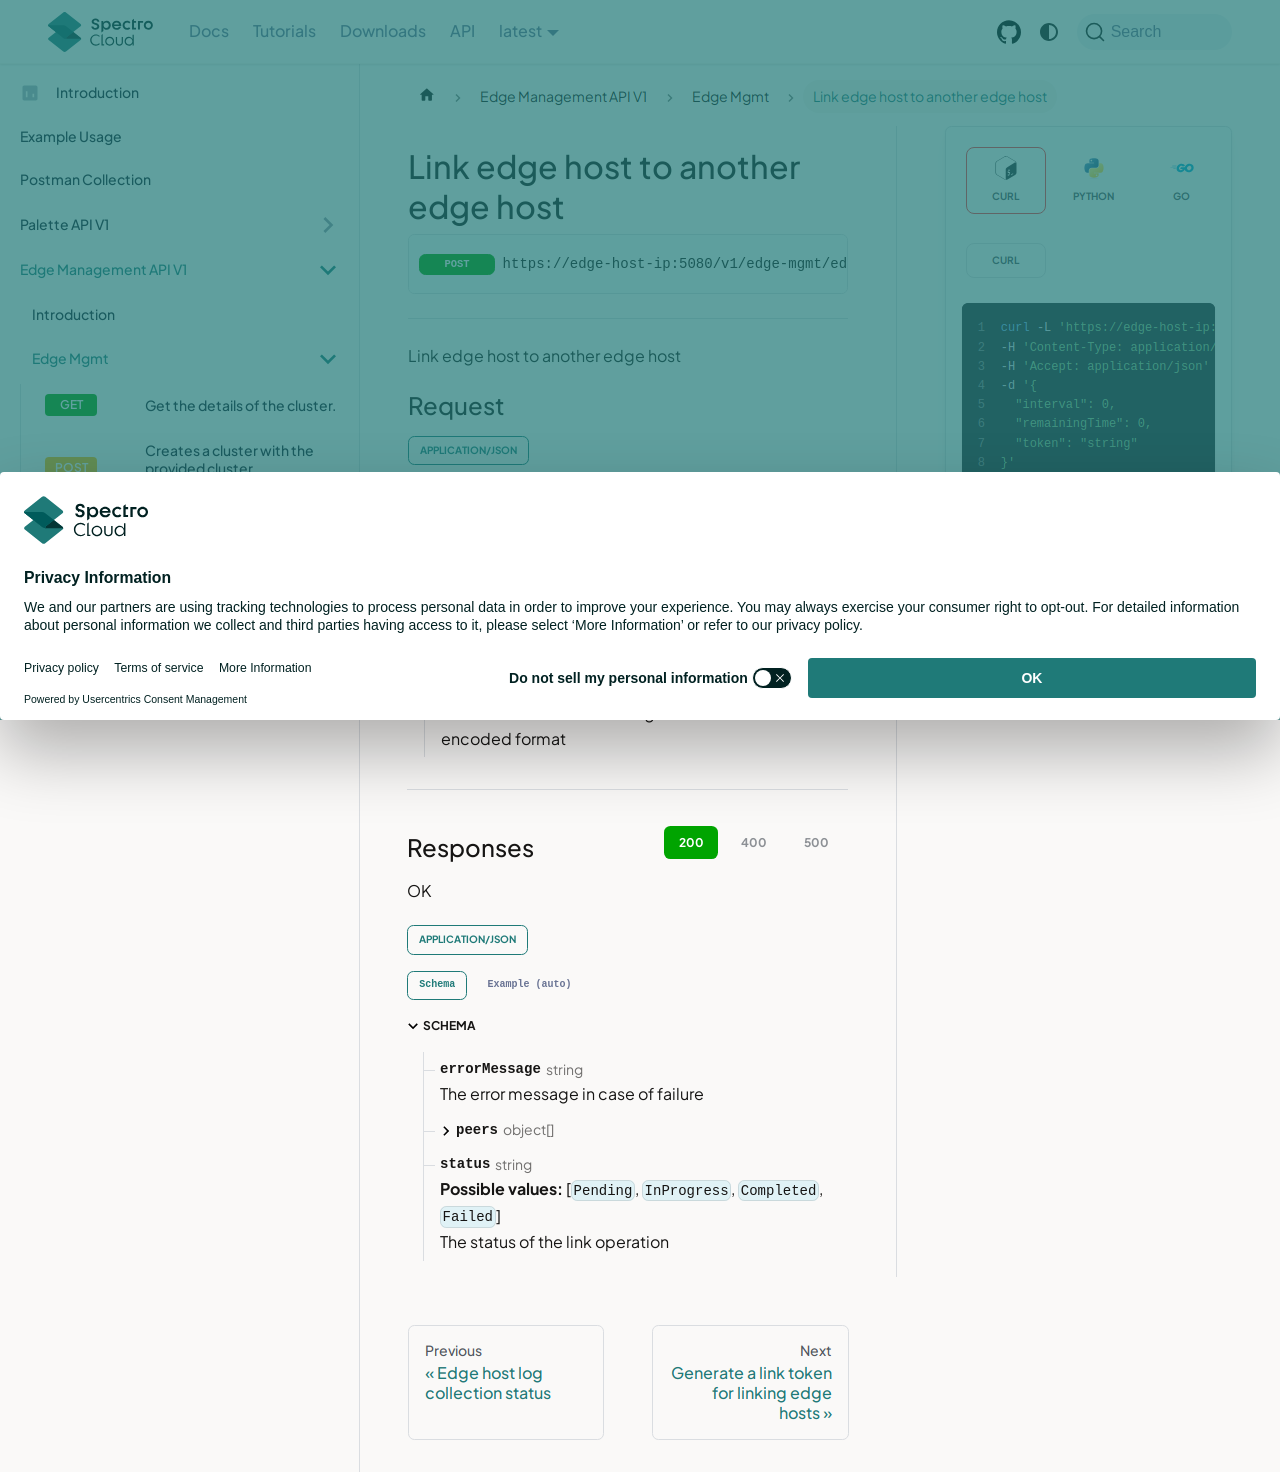 Spectro Cloud
Docs
Tutorials
Downloads
API
latest
Search
Introduction
Example Usage
Postman Collection
Palette API V1
Edge Management API V1
Introduction
Edge Mgmt
GET Get the details of the cluster.
POST Creates a cluster with the
provided cluster
Edge Management API V1
Edge Mgmt
Link edge host to another edge host
Link edge host to another
edge host
POST https://edge-host-ip:5080/v1/edge-mgmt/ed
Link edge host to another edge host
Request
APPLICATION/JSON
CURL
PYTHON
GO
CURL
1 curl -L 'https://edge-host-ip:
2 -H 'Content-Type: application/
3 -H 'Accept: application/json'
4 -d '{
5 "interval": 0,
6 "remainingTime": 0,
7 "token": "string"
8 }'
Spectro
Cloud
Privacy Information
We and our partners are using tracking technologies to process personal data in order to improve your experience. You may always exercise your consumer right to opt-out. For detailed information
about personal information we collect and third parties having access to it, please select ‘More Information’ or refer to our privacy policy.
Privacy policy
Terms of service
More Information
Do not sell my personal information
OK
Powered by Usercentrics Consent Management
encoded format
Responses
200
400
500
OK
APPLICATION/JSON
Schema
Example (auto)
SCHEMA
errorMessage string
The error message in case of failure
peers object[]
status string
Possible values: [Pending, InProgress, Completed,
Failed]
The status of the link operation
Previous
« Edge host log
collection status
Next
Generate a link token
for linking edge
hosts »